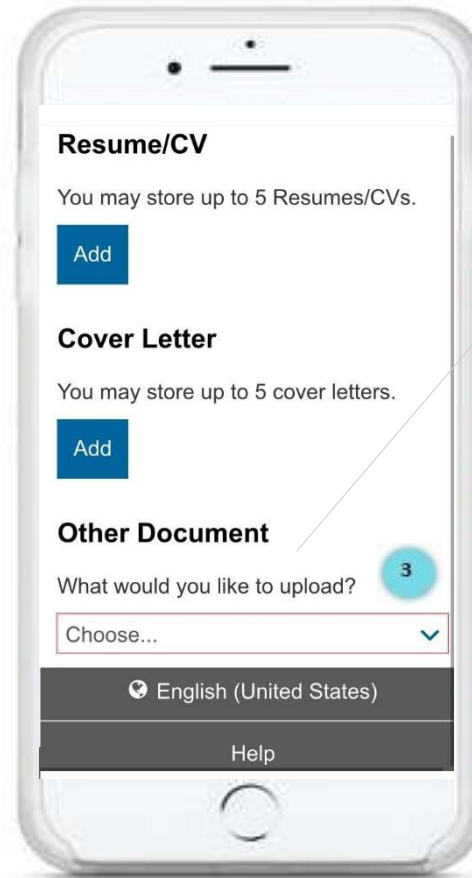 Resume/CV
You may store up to 5 Resumes/CVs.
Add
Cover Letter
You may store up to 5 cover letters.
Add
Other Document
3
What would you like to upload?
Choose...
English (United States)
Help